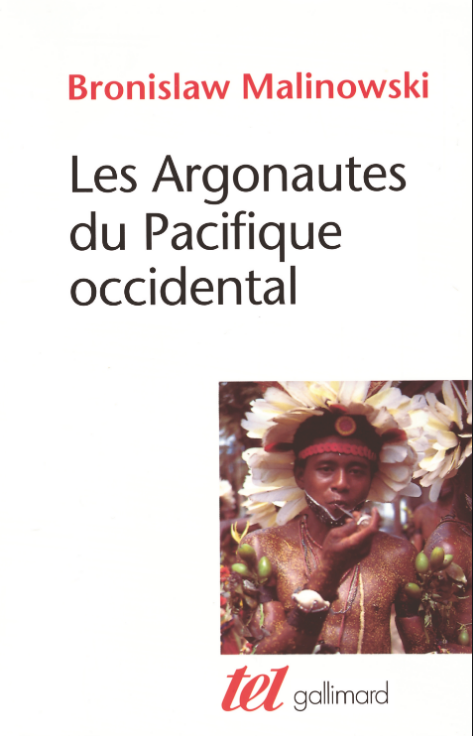 Bronislaw Malinowski
Les Argonautes
du Pacifique
occidental
tel gallimard